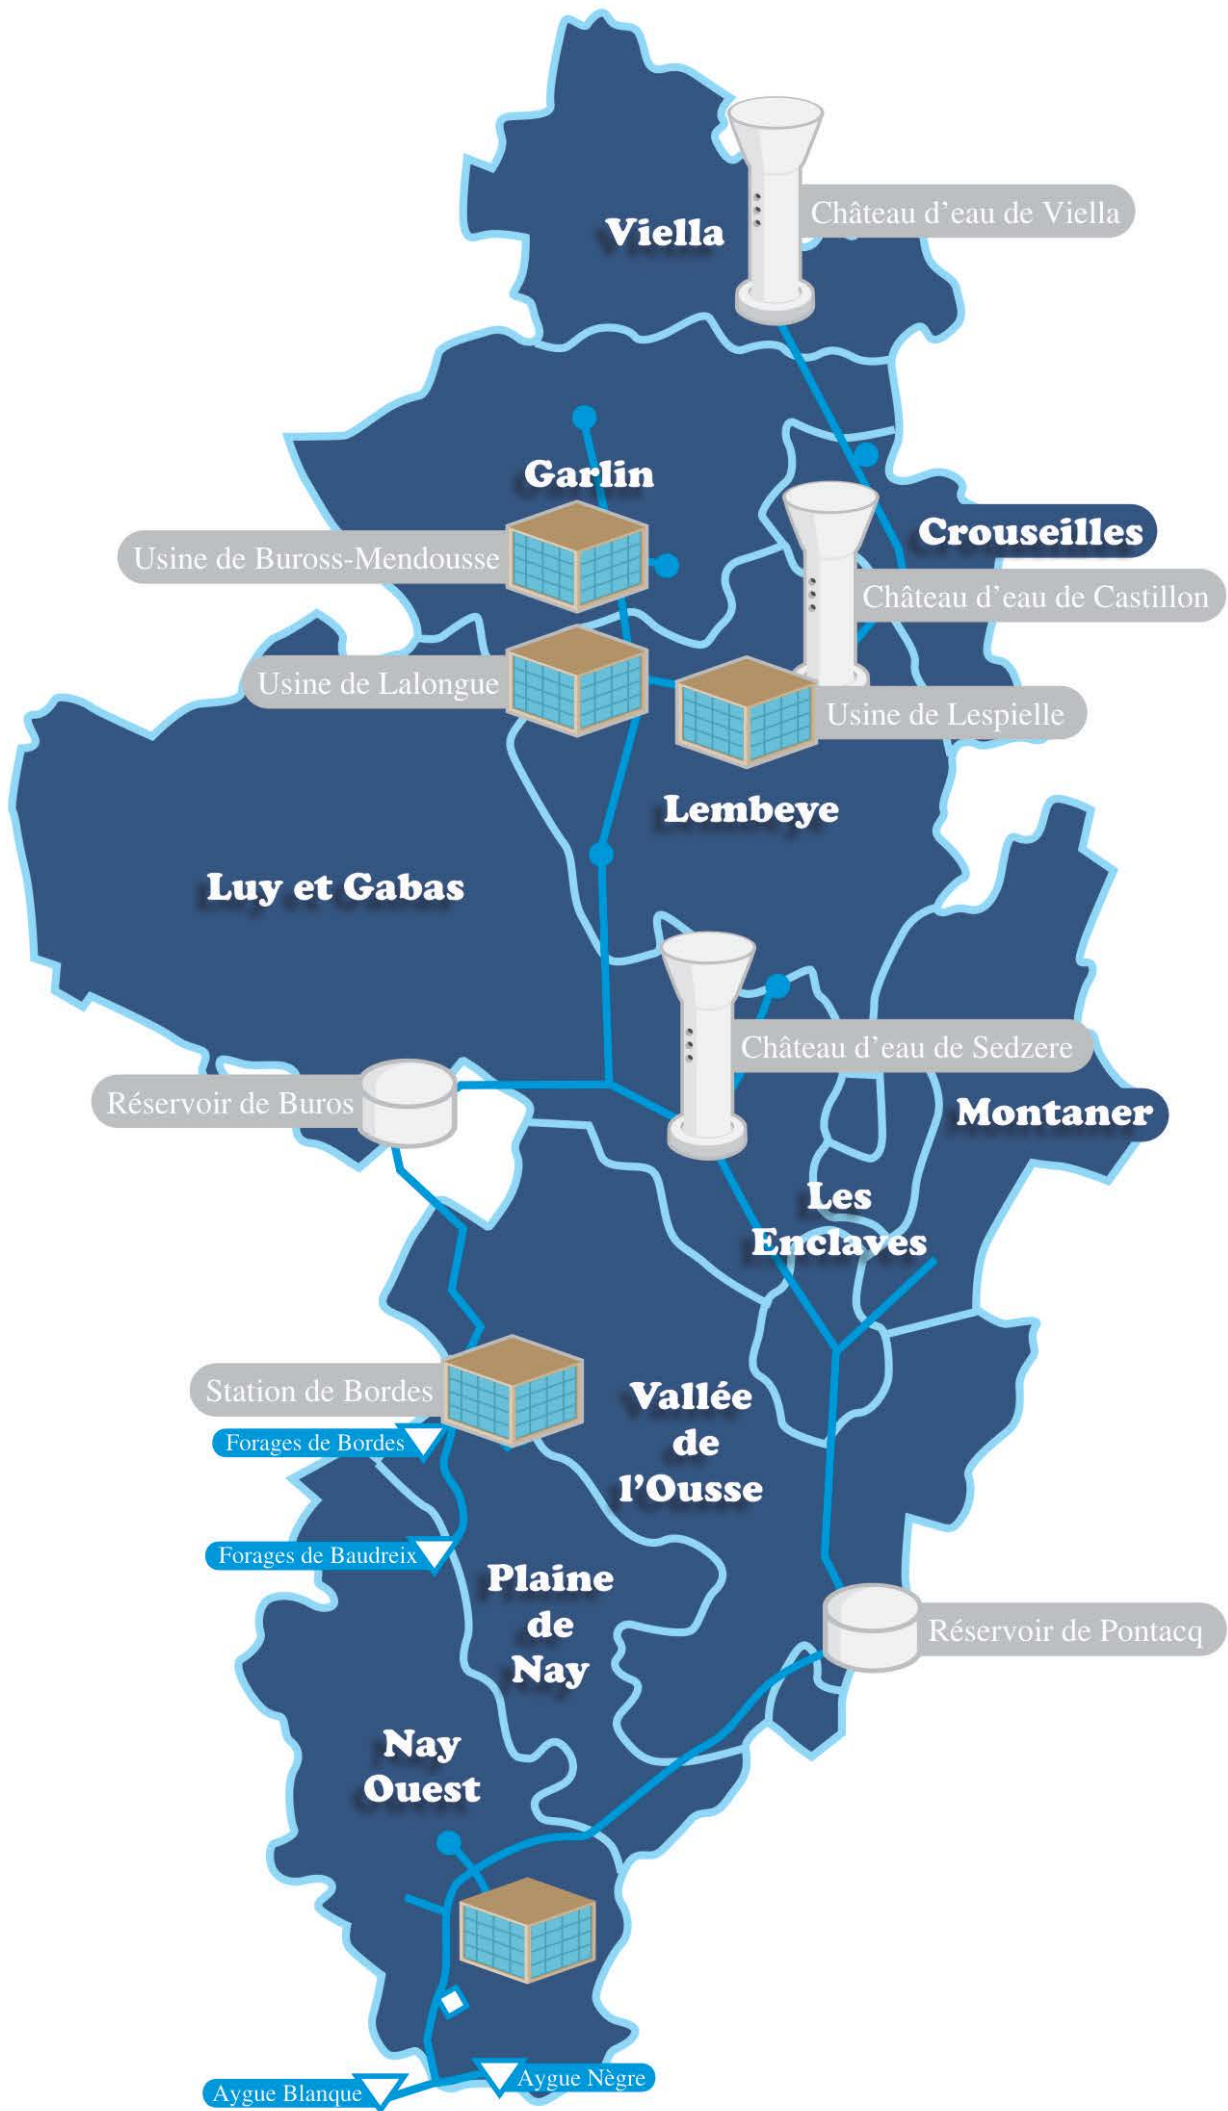 Viella
Château d’eau de Viella
Garlin
Crouseilles
Usine de Buross-Mendousse
Château d’eau de Castillon
Usine de Lalongue
Usine de Lespielle
Lembeye
Luy et Gabas
Château d’eau de Sedzere
Réservoir de Buros
Montaner
Les
Enclaves
Station de Bordes
Vallée
de
l’Ousse
Forages de Bordes
Forages de Baudreix
Plaine
de
Nay
Réservoir de Pontacq
Nay
Ouest
Aygue Blanque
Aygue Nègre